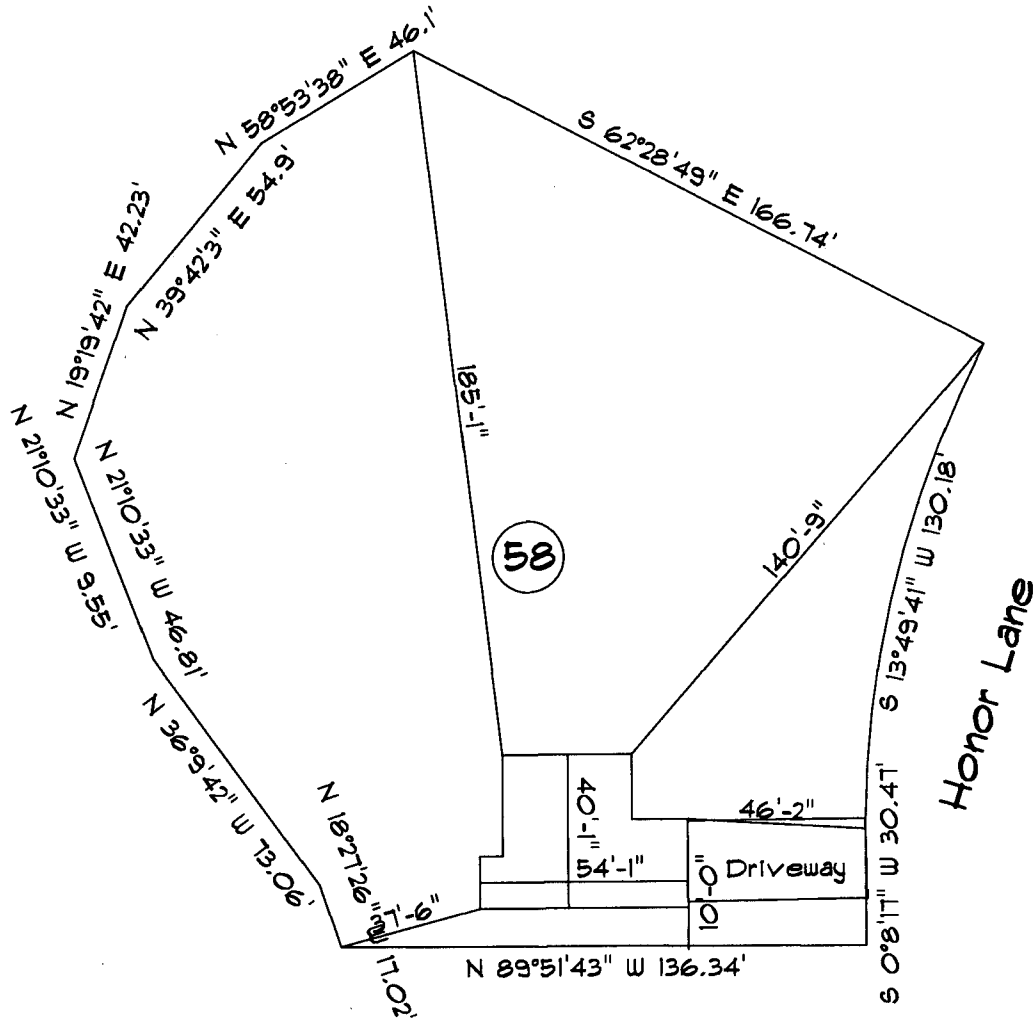 N 58°53'38" E 46.1'
S 62°28'49" E 166.74'
N 39°42'3" E 54.9'
N 19°19'42" E 42.23'
185'-1"
N 21°10'33" W 9.55'
N 21°10'33" W 46.81'
58
140'-9"
S 13°49'41" W 130.18'
Honor Lane
N 36°9'42" W 73.06'
N 18°27'26" W 17.02'
40'-1"
46'-2"
S 0°8'17" W 30.47'
54'-1"
Driveway
10'-0"
N 89°51'43" W 136.34'